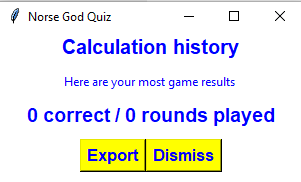 Norse God Quiz
Calculation history
Here are your most game results
0 correct / 0 rounds played
Export Dismiss